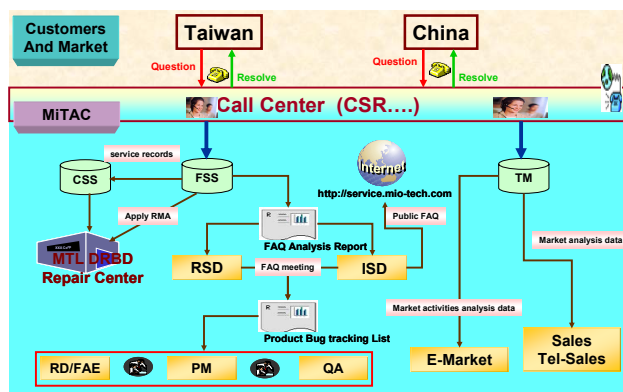 Customers
And Market
Taiwan
China
Question
Resolve
Question
Resolve
Call Center (CSR....)
MiTAC
service records
CSS
FSS
Internet
TM
http://service.mio-tech.com
Apply RMA
R
Public FAQ
FAQ Analysis Report
Market analysis data
MTL DRBD
Repair Center
RSD
FAQ meeting
ISD
Market activities analysis data
R
Product Bug tracking List
Sales
Tel-Sales
E-Market
RD/FAE
PM
QA